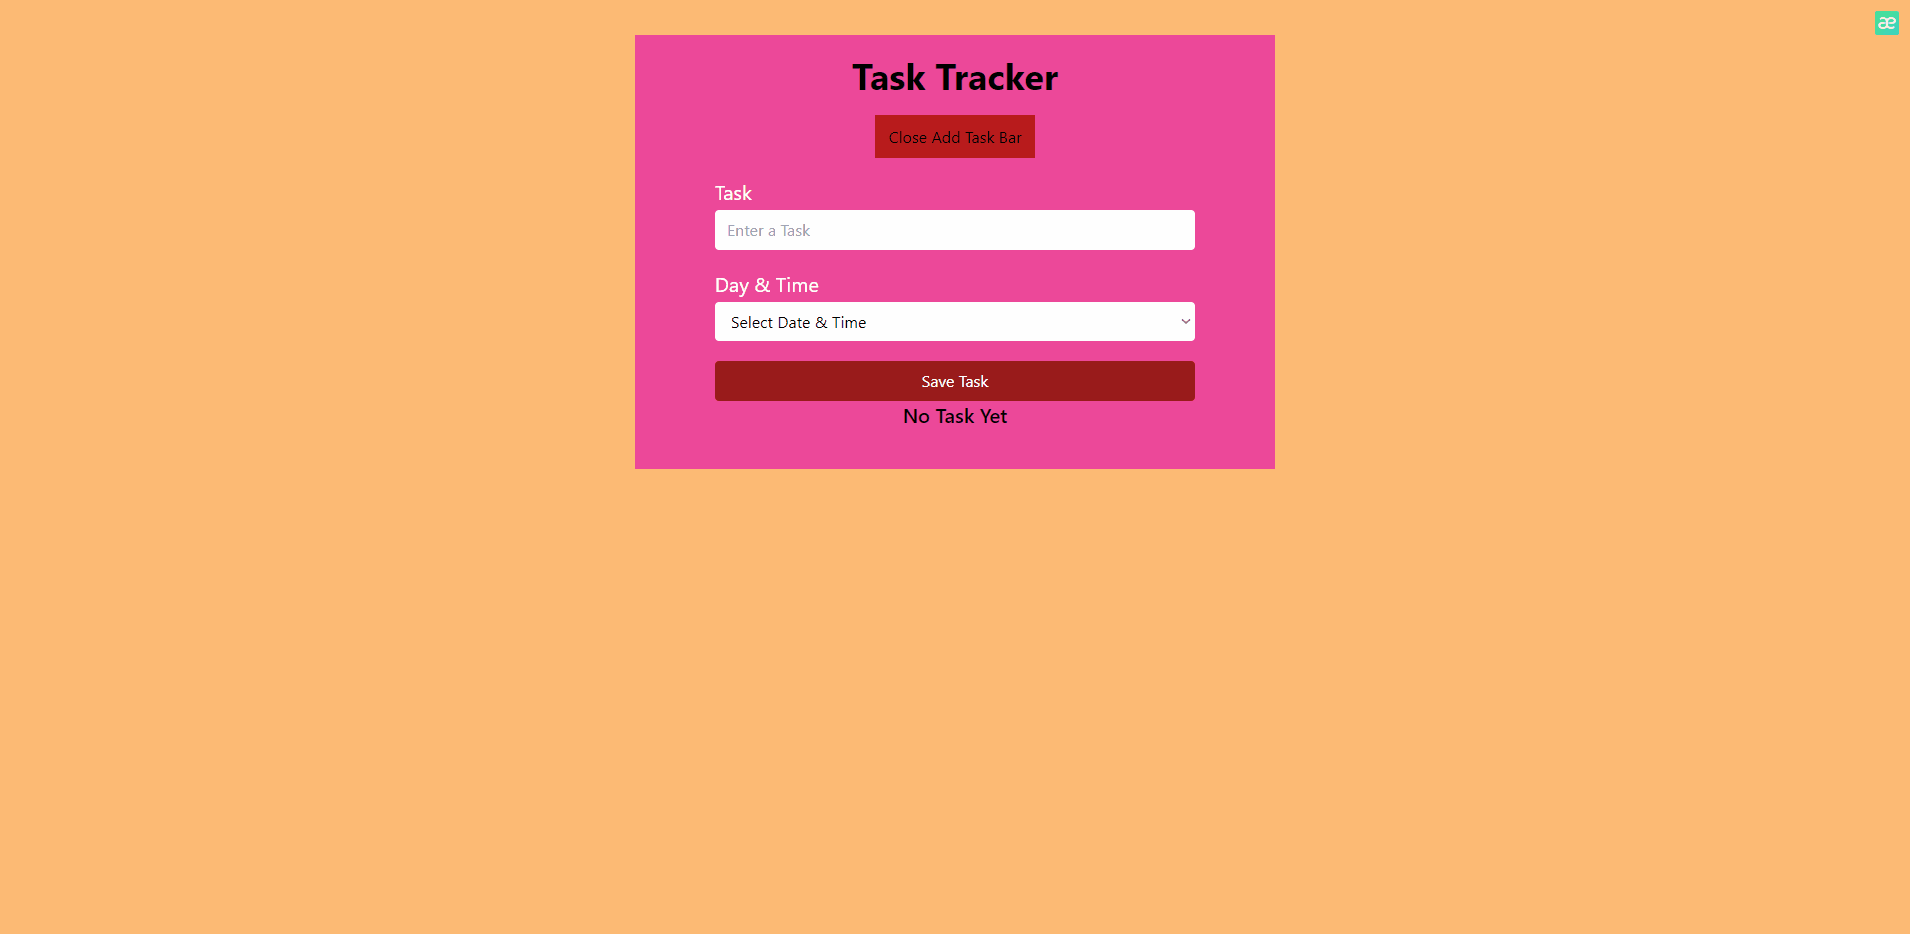 æ
Task Tracker
Close Add Task Bar
Task
Enter a Task
Day & Time
Select Date & Time
Save Task
No Task Yet